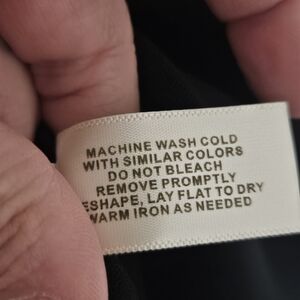 MACHINE WASH COLD
WITH SIMILAR COLORS
DO NOT BLEACH
REMOVE PROMPTLY
ESHAPE, LAY FLAT TO DRY
WARM IRON AS NEEDED